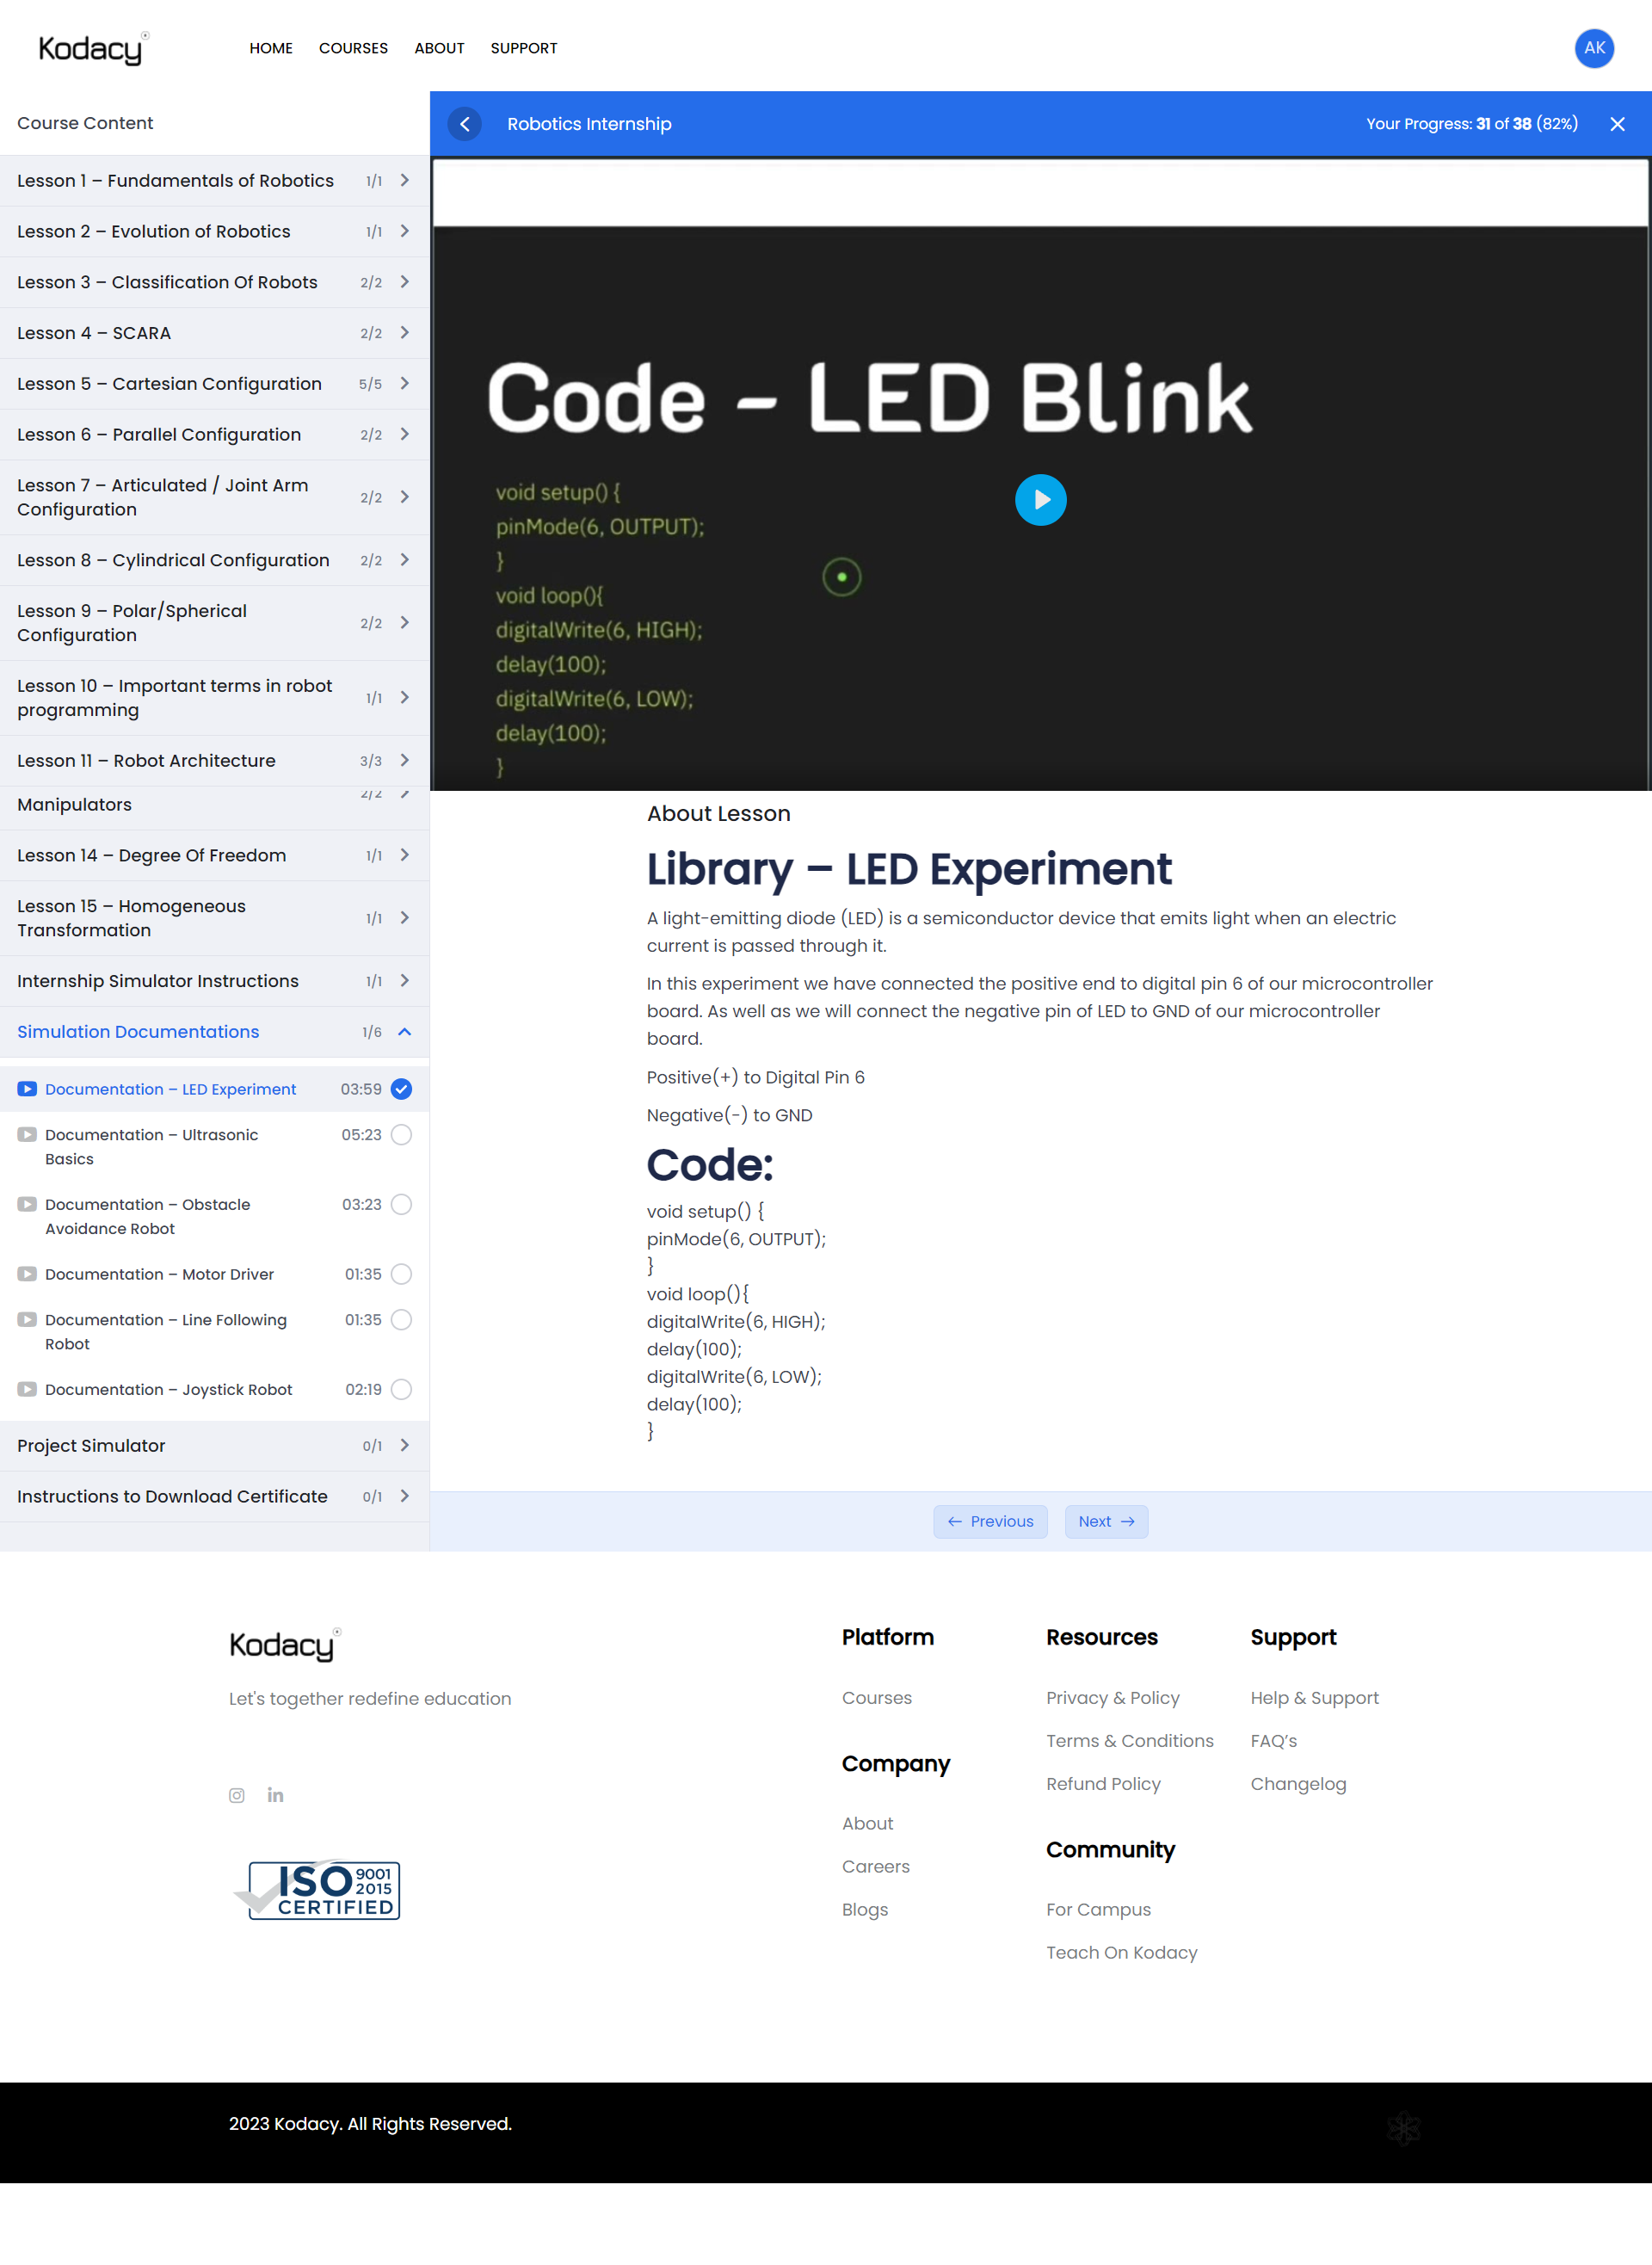 Kodacy
HOME COURSES ABOUT SUPPORT
AK
Course Content
Lesson 1 – Fundamentals of Robotics 1/1
Lesson 2 – Evolution of Robotics 1/1
Lesson 3 – Classification Of Robots 2/2
Lesson 4 – SCARA 2/2
Lesson 5 – Cartesian Configuration 5/5
Lesson 6 – Parallel Configuration 2/2
Lesson 7 – Articulated / Joint Arm
Configuration 2/2
Lesson 8 – Cylindrical Configuration 2/2
Lesson 9 – Polar/Spherical
Configuration 2/2
Lesson 10 – Important terms in robot
programming 1/1
Lesson 11 – Robot Architecture 3/3
Manipulators 2/2
Lesson 14 – Degree Of Freedom 1/1
Lesson 15 – Homogeneous
Transformation 1/1
Internship Simulator Instructions 1/1
Simulation Documentations 1/6
Documentation – LED Experiment 03:59
Documentation – Ultrasonic 05:23
Basics
Documentation – Obstacle 03:23
Avoidance Robot
Documentation – Motor Driver 01:35
Documentation – Line Following 01:35
Robot
Documentation – Joystick Robot 02:19
Project Simulator 0/1
Instructions to Download Certificate 0/1
Robotics Internship
Your Progress: 31 of 38 (82%)
Code - LED Blink
void setup() {
pinMode(6, OUTPUT);
}
void loop(){
digitalWrite(6, HIGH);
delay(100);
digitalWrite(6, LOW);
delay(100);
}
About Lesson
Library – LED Experiment
A light-emitting diode (LED) is a semiconductor device that emits light when an electric
current is passed through it.
In this experiment we have connected the positive end to digital pin 6 of our microcontroller
board. As well as we will connect the negative pin of LED to GND of our microcontroller
board.
Positive(+) to Digital Pin 6
Negative(-) to GND
Code:
void setup() {
pinMode(6, OUTPUT);
}
void loop(){
digitalWrite(6, HIGH);
delay(100);
digitalWrite(6, LOW);
delay(100);
}
Previous
Next
Kodacy
Let's together redefine education
ISO 9001
2015
CERTIFIED
Platform
Courses
Company
About
Careers
Blogs
Resources
Privacy & Policy
Terms & Conditions
Refund Policy
Community
For Campus
Teach On Kodacy
Support
Help & Support
FAQ’s
Changelog
2023 Kodacy. All Rights Reserved.